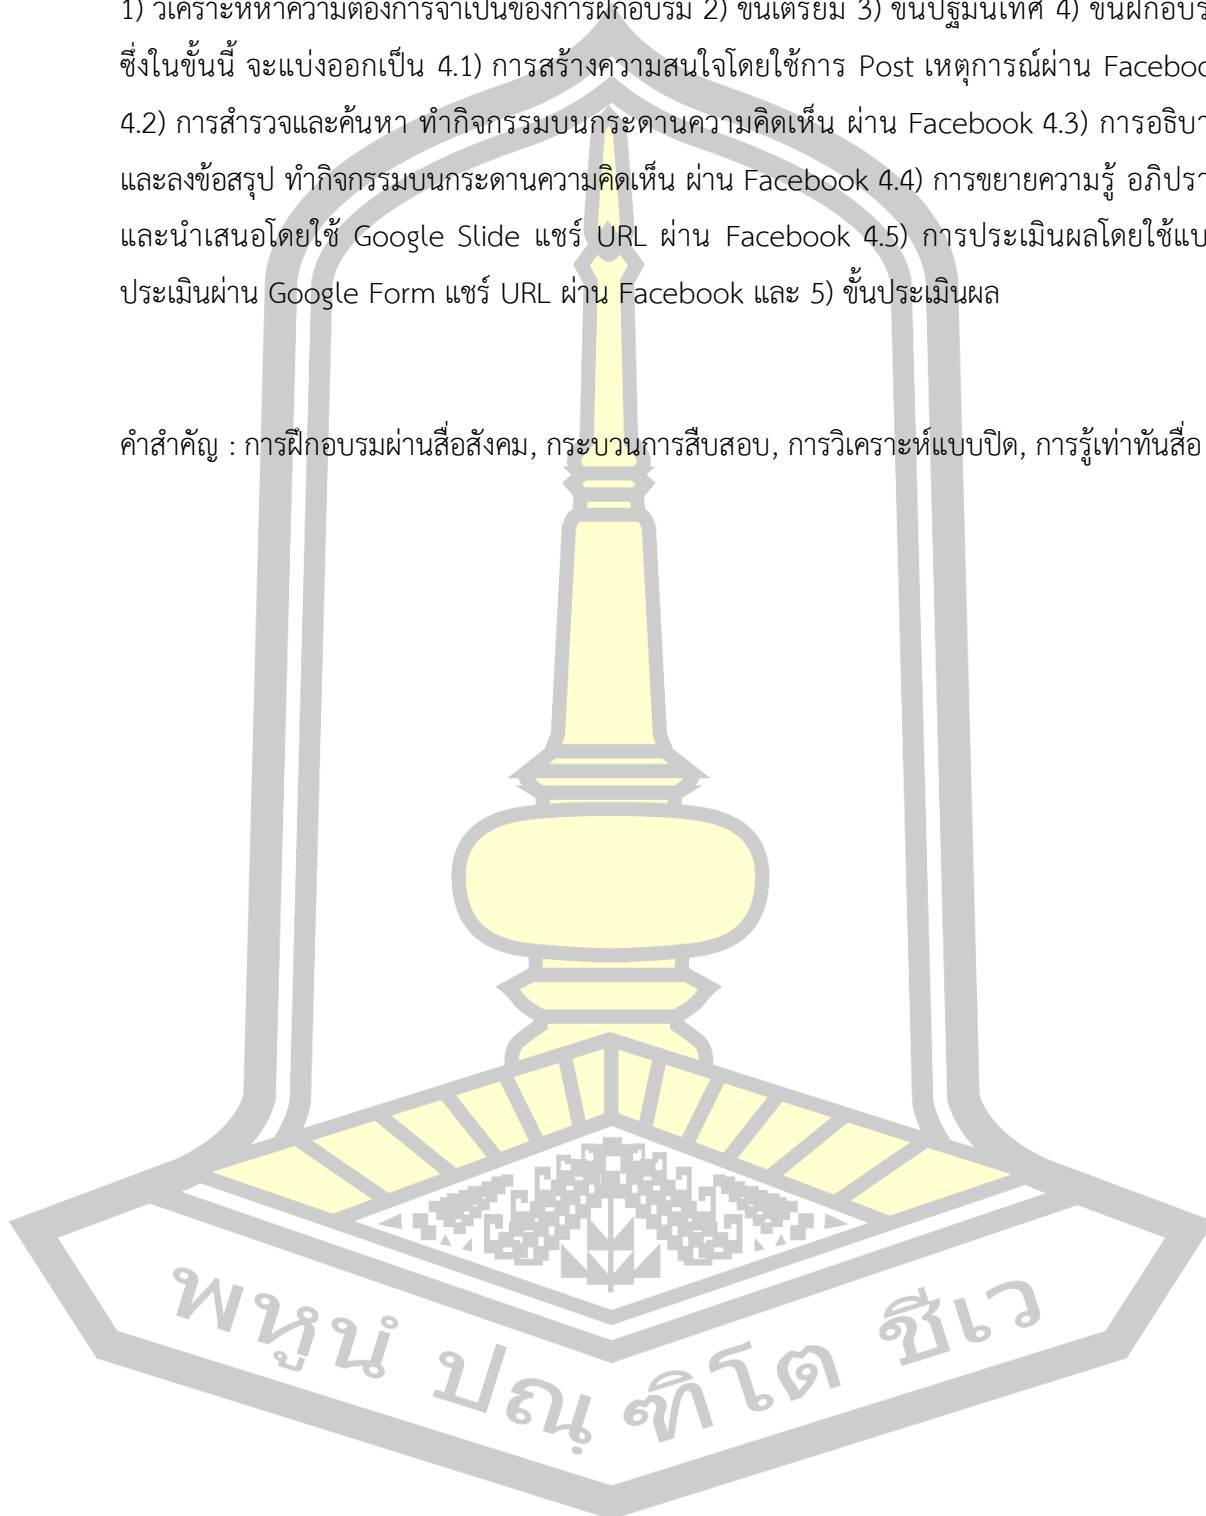 1) วิเคราะห์หาความต้องการจำเป็นของการฝึกอบรม 2) ขั้นเตรียม 3) ขั้นปฐมนิเทศ 4) ขั้นฝึกอบร
ซึ่งในขั้นนี้ จะแบ่งออกเป็น 4.1) การสร้างความสนใจโดยใช้การ Post เหตุการณ์ผ่าน Faceboo
4.2) การสำรวจและค้นหา ทำกิจกรรมบนกระดานความคิดเห็น ผ่าน Facebook 4.3) การอธิบา
และลงข้อสรุป ทำกิจกรรมบนกระดานความคิดเห็น ผ่าน Facebook 4.4) การขยายความรู้ อภิปรา
และนำเสนอโดยใช้ Google Slide แชร์ URL ผ่าน Facebook 4.5) การประเมินผลโดยใช้แบ
ประเมินผ่าน Google Form แชร์ URL ผ่าน Facebook และ 5) ขั้นประเมินผล
คำสำคัญ : การฝึกอบรมผ่านสื่อสังคม, กระบวนการสืบสอบ, การวิเคราะห์แบบปิด, การรู้เท่าทันสื่อ
พหูนํ ปณฺ ฑิโต ชีเว